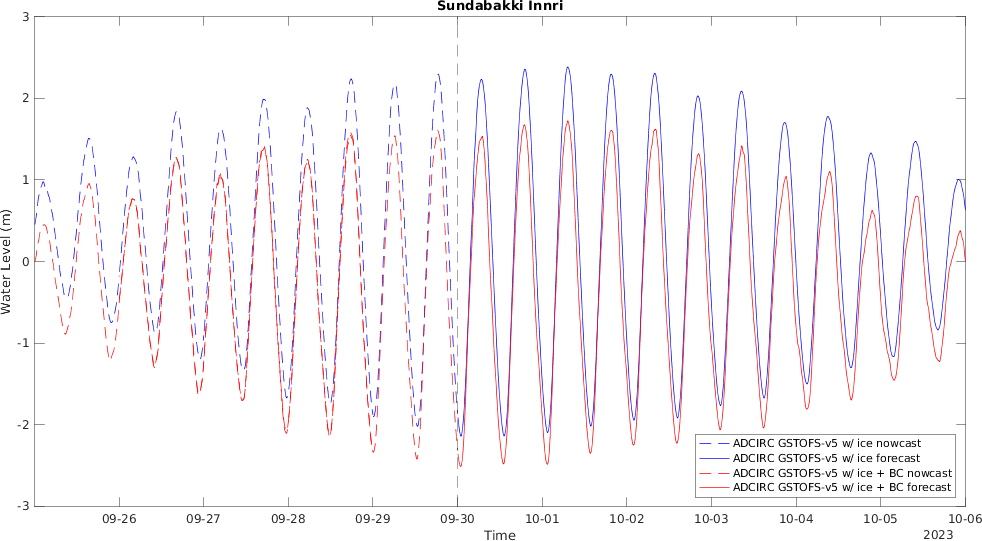 Sundabakki Innri
3
2
1
0
-1
-2
-3
Water Level (m)
ADCIRC GSTOFS-v5 w/ ice nowcast
ADCIRC GSTOFS-v5 w/ ice forecast
ADCIRC GSTOFS-v5 w/ ice + BC nowcast
ADCIRC GSTOFS-v5 w/ ice + BC forecast
09-26 09-27 09-28 09-29 09-30 10-01 10-02 10-03 10-04 10-05 10-06
Time
2023